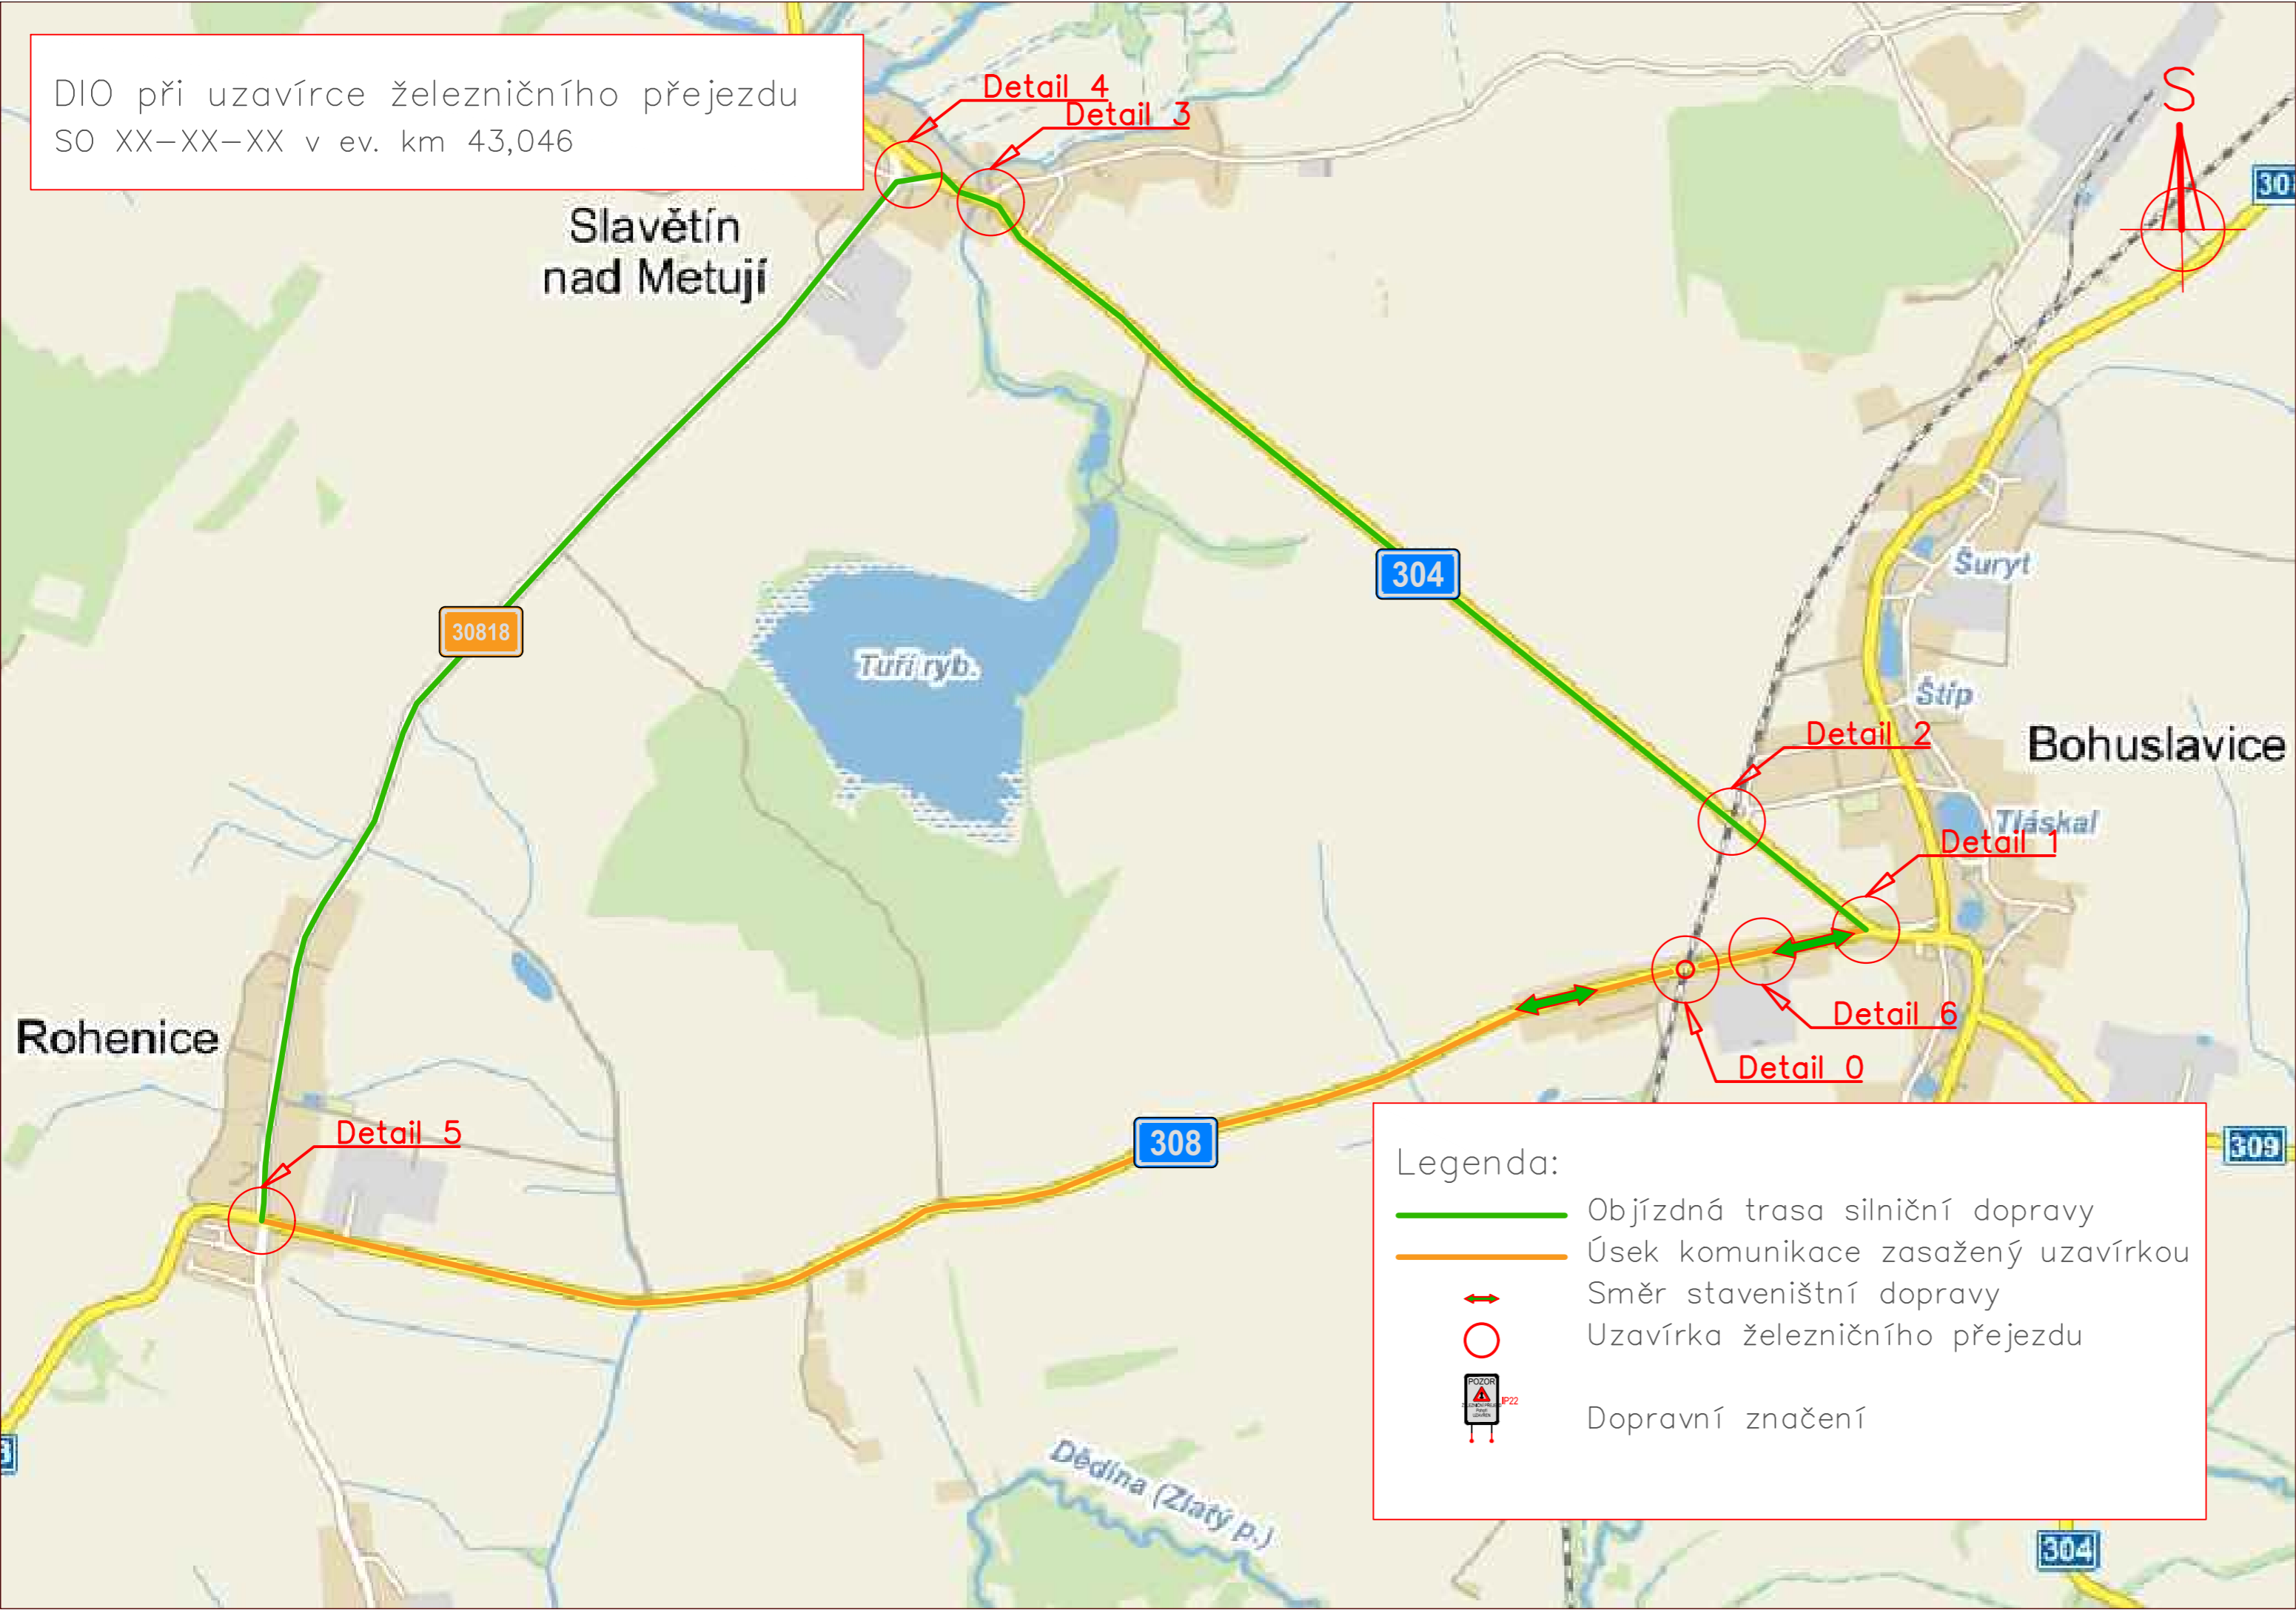 DIO při uzavírce železničního přejezdu
SO XX-XX-XX v ev. km 43,046
Detail 4
Detail 3
S
30
Slavětín
nad Metují
304
Šuryt
30818
Tuří ryb.
Štíp
Detail 2
Bohuslavice
Tláskal
Detail 1
Detail 6
Rohenice
Detail 0
Detail 5
308
309
Legenda:
Objízdná trasa silniční dopravy
Úsek komunikace zasažený uzavírkou
Směr staveništní dopravy
Uzavírka železničního přejezdu
POZOR
IP22
Dopravní značení
Dědina (Zlatý p.)
304